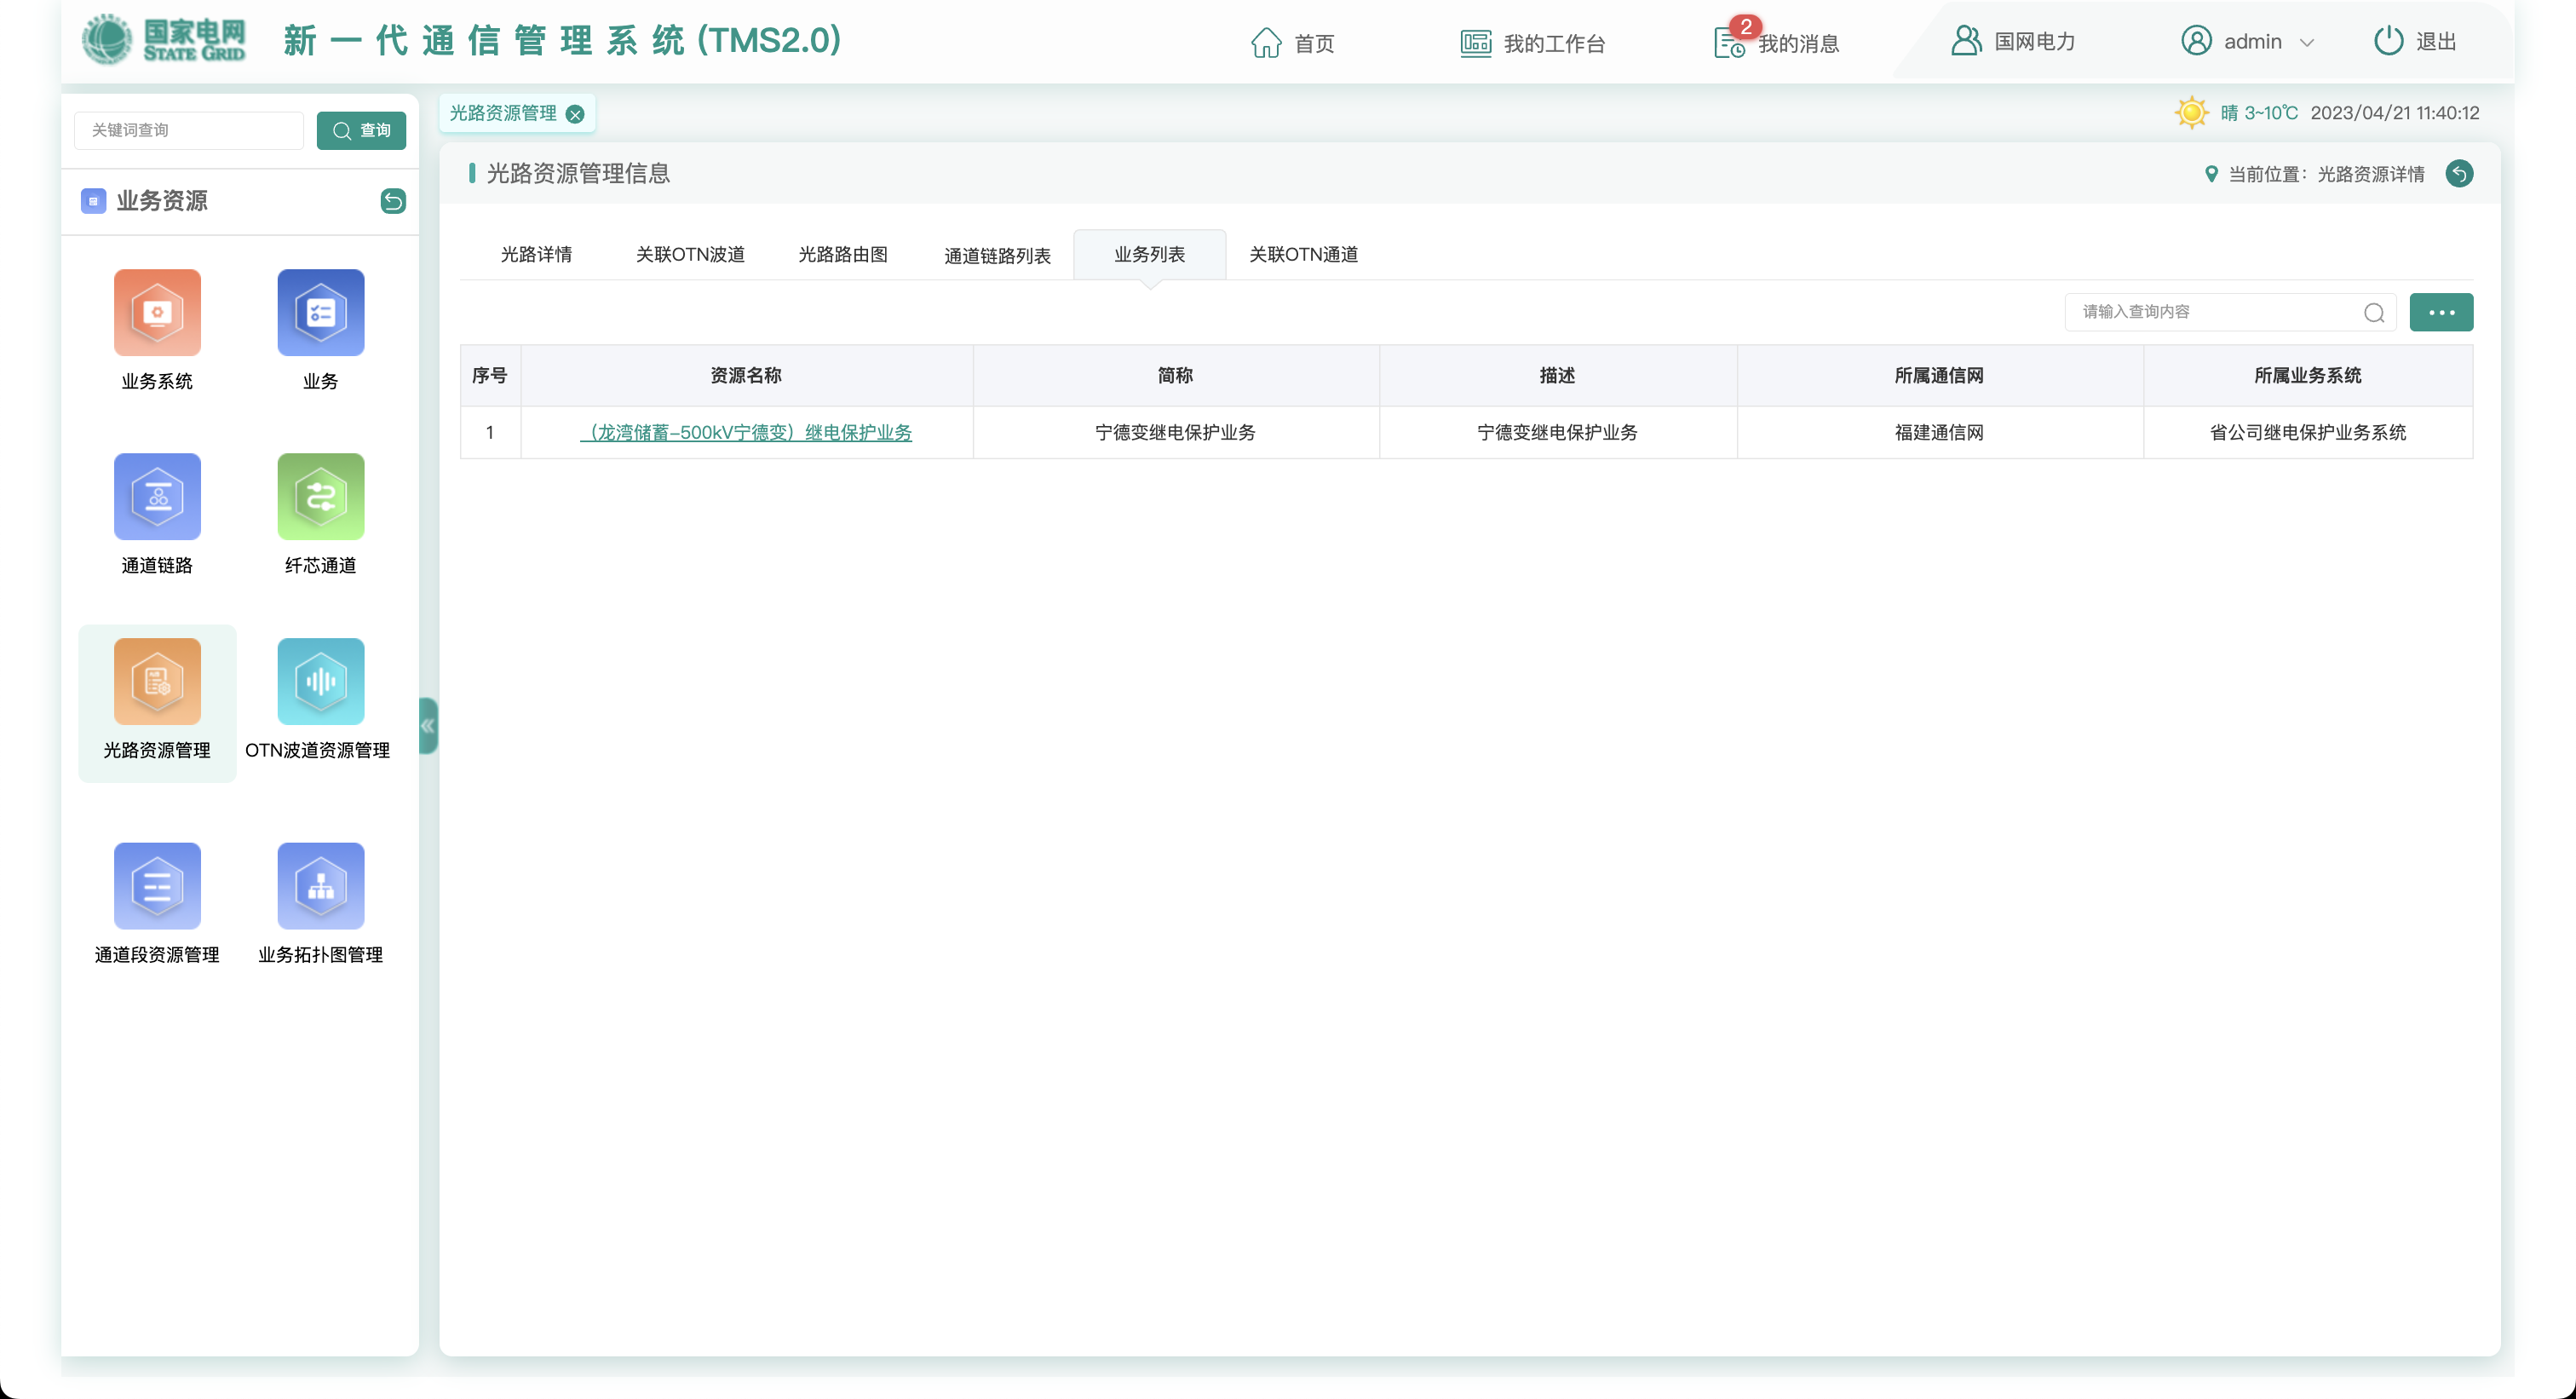 国家电网
STATE GRID
新一代通信管理系统(TMS2.0)
首页
我的工作台
2
我的消息
国网电力
admin
退出
关键词查询
查询
光路资源管理
晴 3~10℃ 2023/04/21 11:40:12
业务资源
光路资源管理信息
当前位置：光路资源详情
光路详情
关联OTN波道
光路路由图
通道链路列表
业务列表
关联OTN通道
请输入查询内容
序号 资源名称 简称 描述 所属通信网 所属业务系统
1 （龙湾储蓄-500kV宁德变）继电保护业务 宁德变继电保护业务 宁德变继电保护业务 福建通信网 省公司继电保护业务系统
业务系统
业务
通道链路
纤芯通道
光路资源管理
OTN波道资源管理
通道段资源管理
业务拓扑图管理